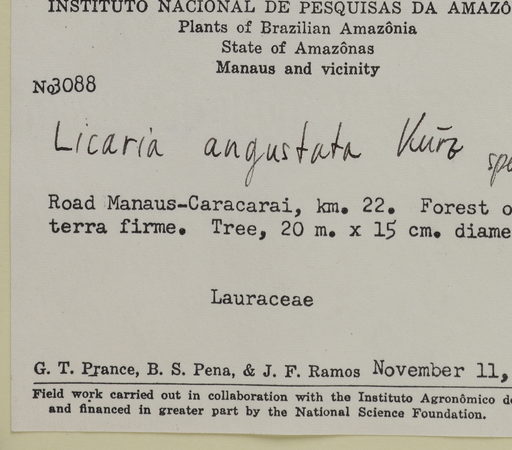 INSTITUTO NACIONAL DE PESQUISAS DA AMAZÔ
Plants of Brazilian Amazônia
State of Amazônas
Manaus and vicinity
No3088
Licaria angustata Kurz spe
Road Manaus-Caracarai, km. 22. Forest o
terra firme. Tree, 20 m. x 15 cm. diame
Lauraceae
G. T. Prance, B. S. Pena, & J. F. Ramos November 11,
Field work carried out in collaboration with the Instituto Agronômico d
and financed in greater part by the National Science Foundation.